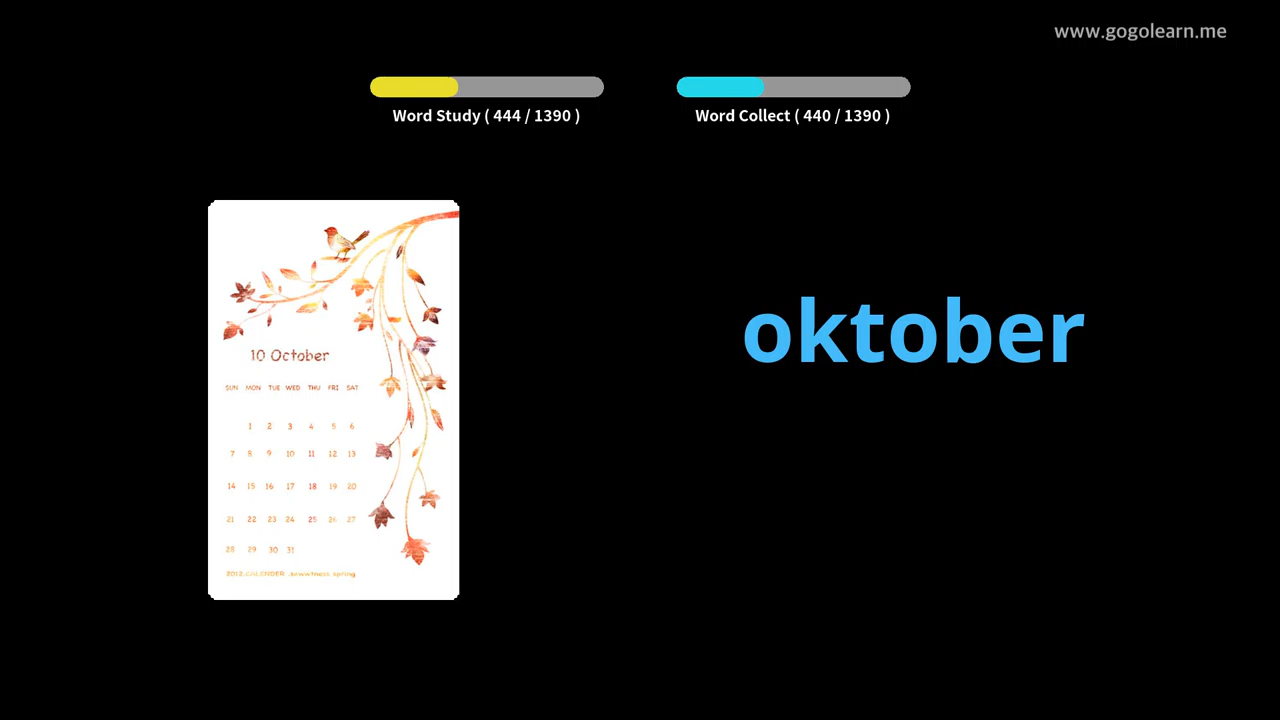 www.gogolearn.me
Word Study ( 444 / 1390 )
Word Collect ( 440 / 1390 )
10 October
SUN MON TUE WED THU FRI SAT
1 2 3 4 5 6
7 8 9 10 11 12 13
14 15 16 17 18 19 20
21 22 23 24 25 26 27
28 29 30 31
2012.CALENDER
oktober